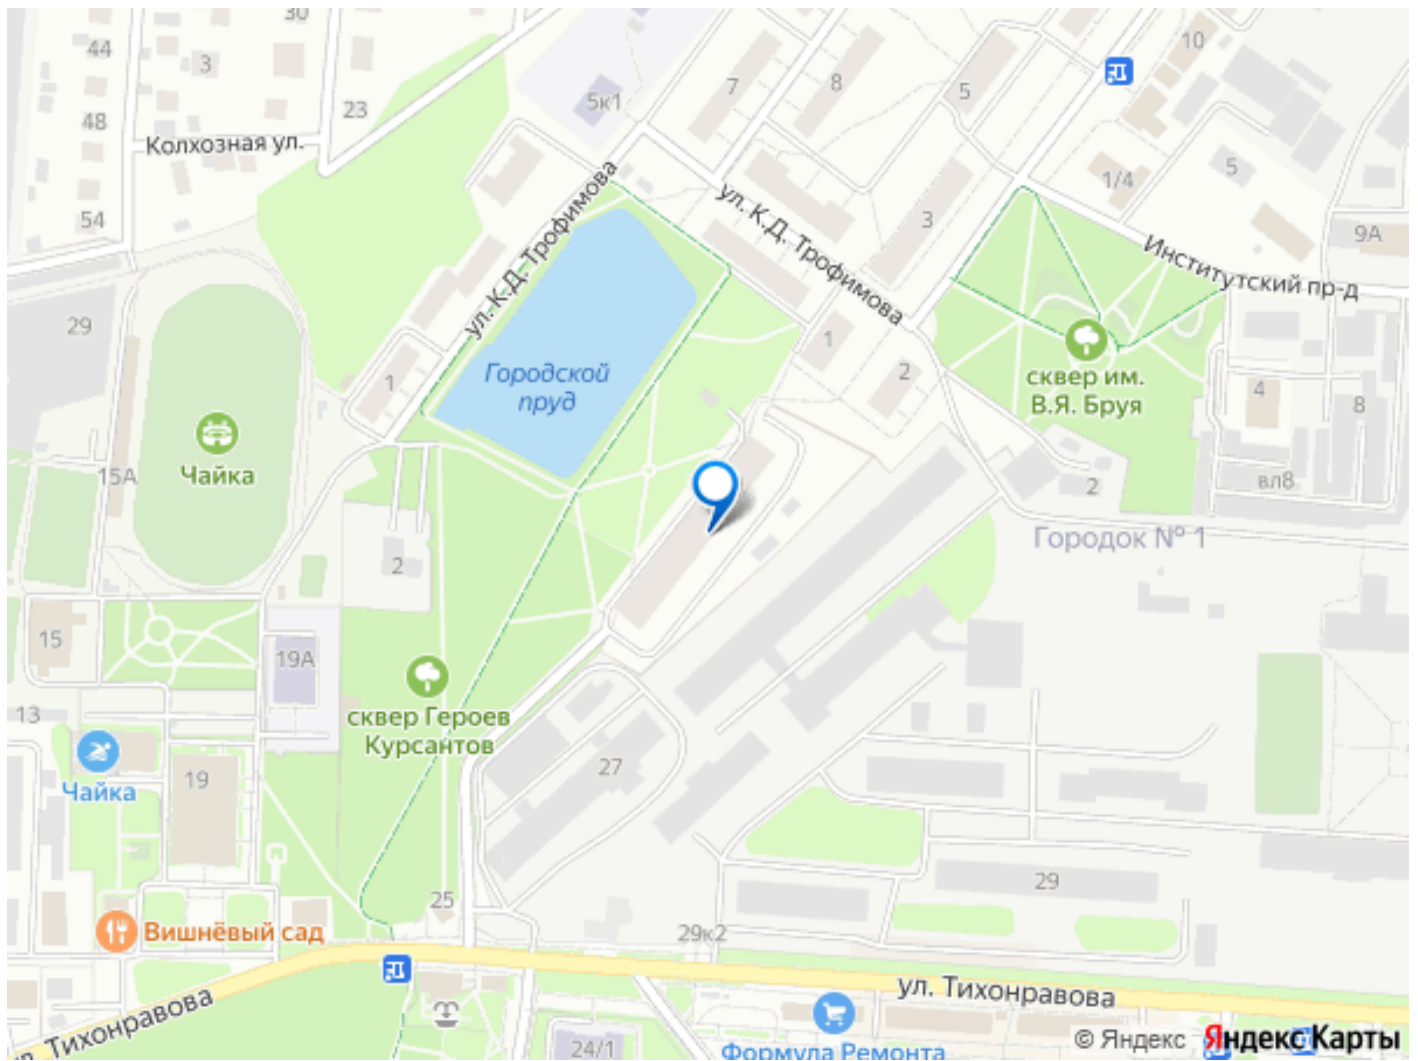 30
44
10
3
7
8
5
5к1
48
23
Колхозная ул.
5
1/4
ул. К.Д. Трофимова
ул. К.Д. Трофимова
54
3
9А
Институтский пр-д
29
1
Городской
пруд
1
2
сквер им.
В.Я. Бруя
4
8
Чайка
15А
вл8
2
Городок № 1
2
15
19А
сквер Героев
Курсантов
13
Чайка
19
27
29
25
Вишнёвый сад
29к2
ул. Тихонравова
ул. Тихонравова
24/1
Формула Ремонта
© Яндекс Яндекс Карты